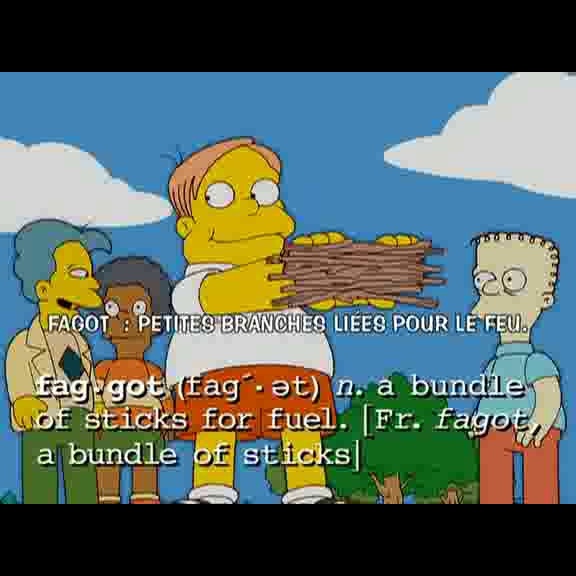 FAGOT : PETITES BRANCHES LIÉES POUR LE FEU.
fag·got (fag´·ət) n. a bundle
of sticks for fuel. [Fr. fagot,
a bundle of sticks]